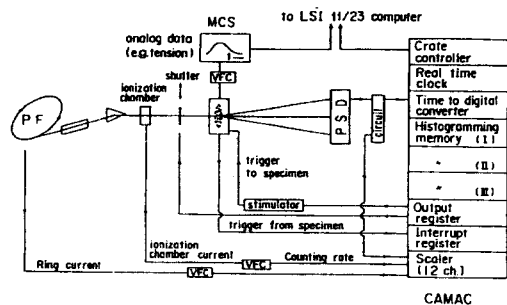 to LSI 11/23 computer
MCS
analog data
(e.g. tension)
VFC
shutter
ionization
chamber
PF
PSD
circuit
trigger
to specimen
stimulator
trigger from specimen
ionization
chamber current
Counting rate
VFC
Ring current
VFC
Crate
controller
Real time
clock
Time to digital
converter
Histogramming
memory (I)
" (II)
" (III)
Output
register
Interrupt
register
Scaler
(12 ch.)
CAMAC